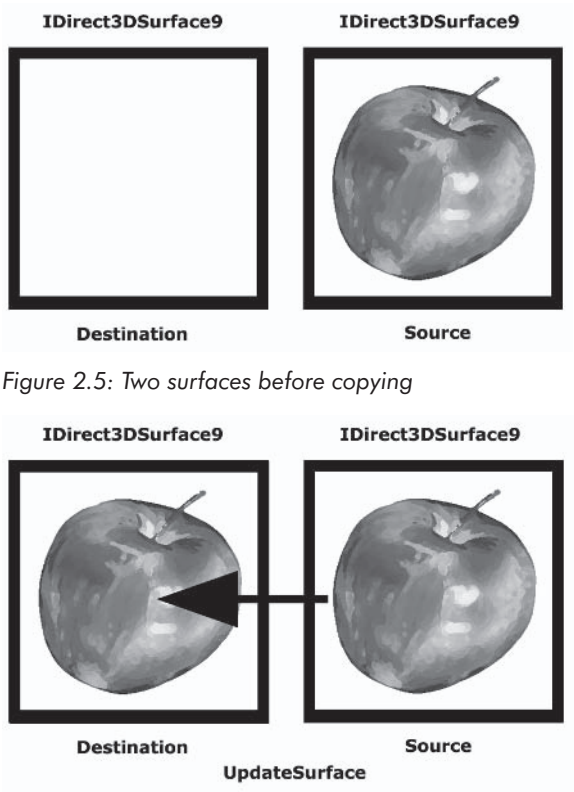 IDirect3DSurface9 IDirect3DSurface9
Destination Source
Figure 2.5: Two surfaces before copying
IDirect3DSurface9 IDirect3DSurface9
Destination Source
UpdateSurface